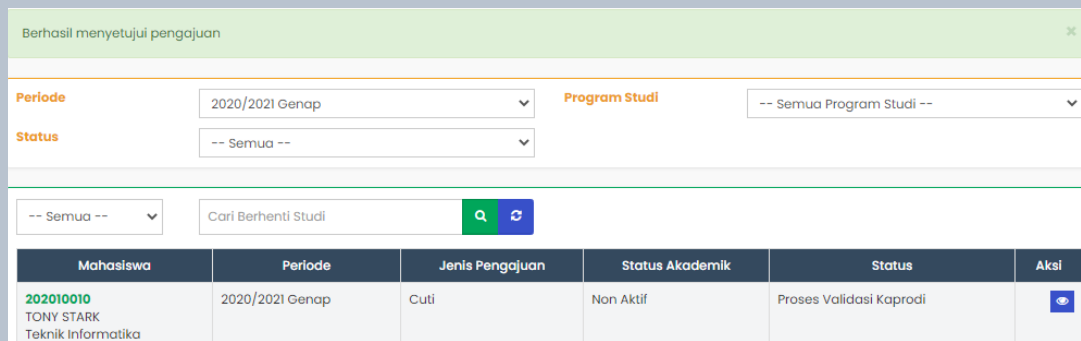 Berhasil menyetujui pengajuan ×
Periode 2020/2021 Genap Program Studi -- Semua Program Studi --
Status -- Semua --
-- Semua -- Cari Berhenti Studi
Mahasiswa Periode Jenis Pengajuan Status Akademik Status Aksi
202010010 2020/2021 Genap Cuti Non Aktif Proses Validasi Kaprodi
TONY STARK
Teknik Informatika